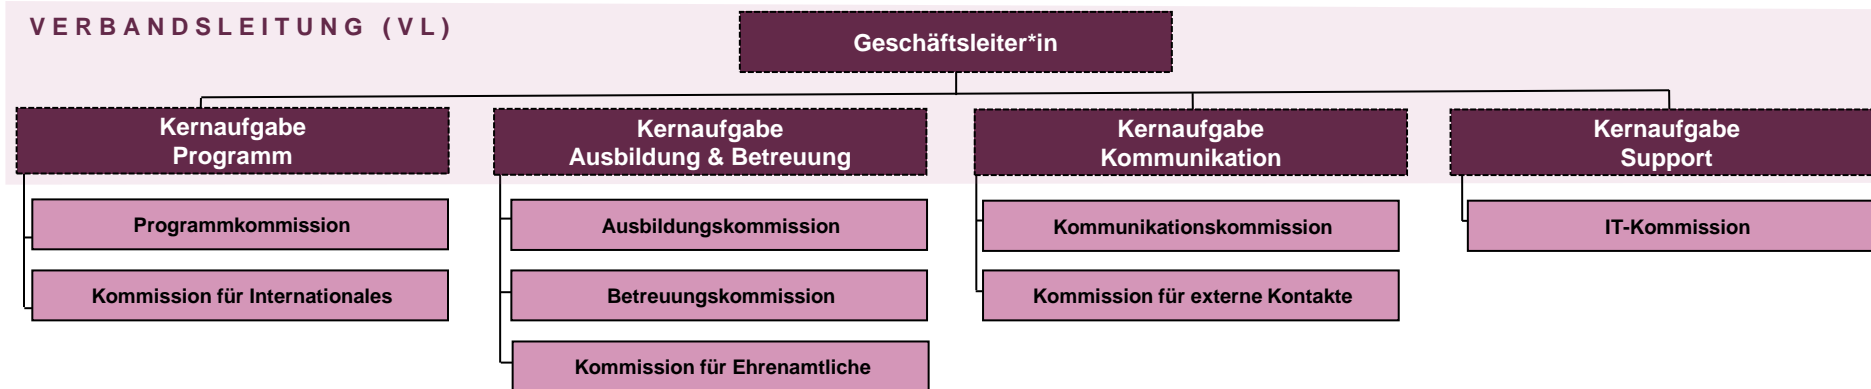 VERBANDSLEITUNG (VL)
Geschäftsleiter*in
Kernaufgabe
Programm
Kernaufgabe
Ausbildung & Betreuung
Kernaufgabe
Kommunikation
Kernaufgabe
Support
Programmkommission
Ausbildungskommission
Kommunikationskommission
IT-Kommission
Kommission für Internationales
Betreuungskommission
Kommission für externe Kontakte
Kommission für Ehrenamtliche